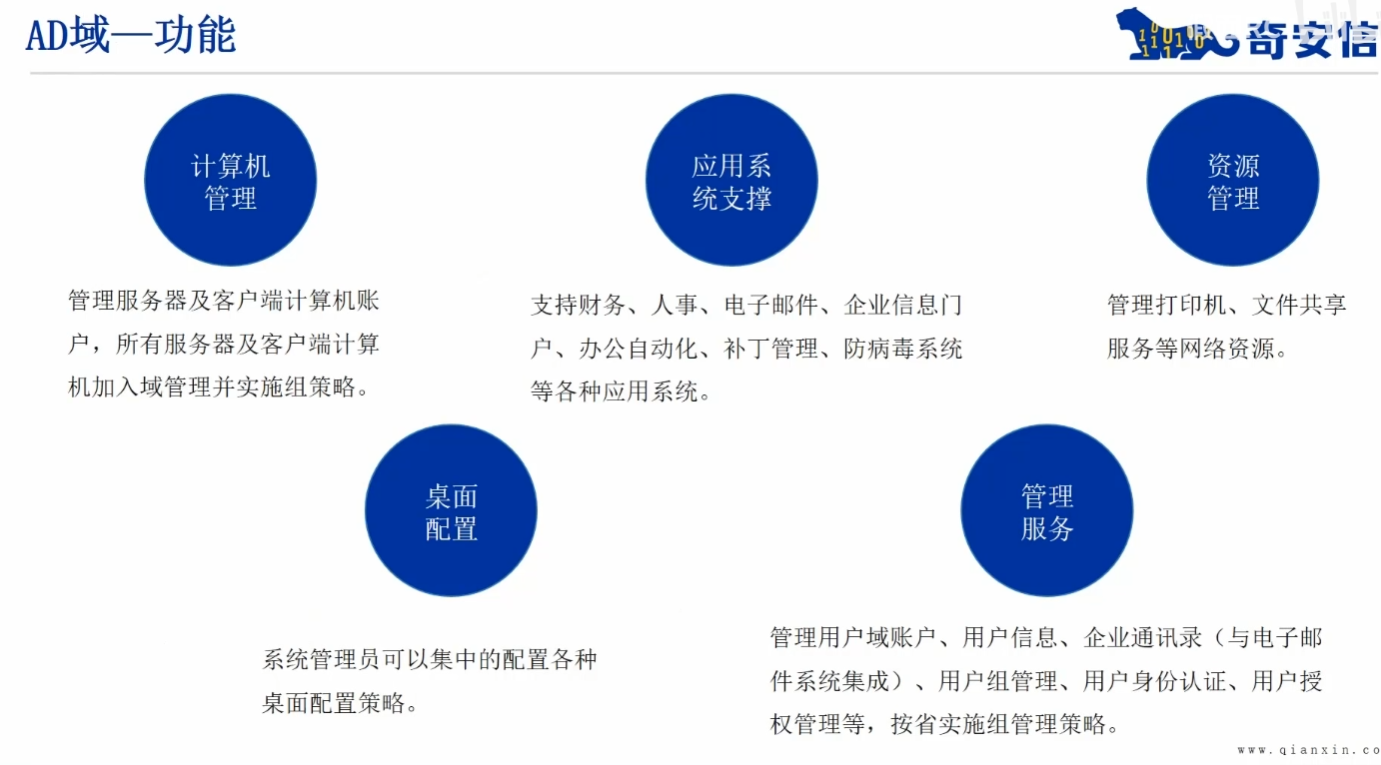 AD域—功能
奇安信
计算机
管理
应用系
统支撑
资源
管理
管理服务器及客户端计算机账
户，所有服务器及客户端计算
机加入域管理并实施组策略。
支持财务、人事、电子邮件、企业信息门
户、办公自动化、补丁管理、防病毒系统
等各种应用系统。
管理打印机、文件共享
服务等网络资源。
桌面
配置
管理
服务
系统管理员可以集中的配置各种
桌面配置策略。
管理用户域账户、用户信息、企业通讯录（与电子邮
件系统集成）、用户组管理、用户身份认证、用户授
权管理等，按省实施组管理策略。
www.qianxin.co